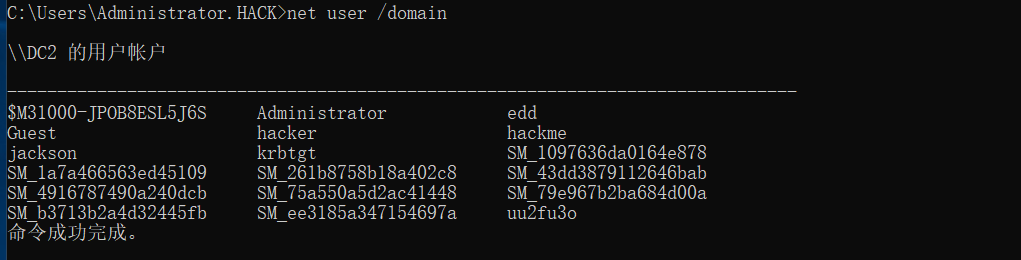 C:\Users\Administrator.HACK>net user /domain
\\DC2 的用户帐户
-------------------------------------------------------------------------------
$M31000-JPOB8ESL5J6S Administrator edd
Guest hacker hackme
jackson krbtgt SM_1097636da0164e878
SM_1a7a466563ed45109 SM_261b8758b18a402c8 SM_43dd3879112646bab
SM_4916787490a240dcb SM_75a550a5d2ac41448 SM_79e967b2ba684d00a
SM_b3713b2a4d32445fb SM_ee3185a347154697a uu2fu3o
命令成功完成。